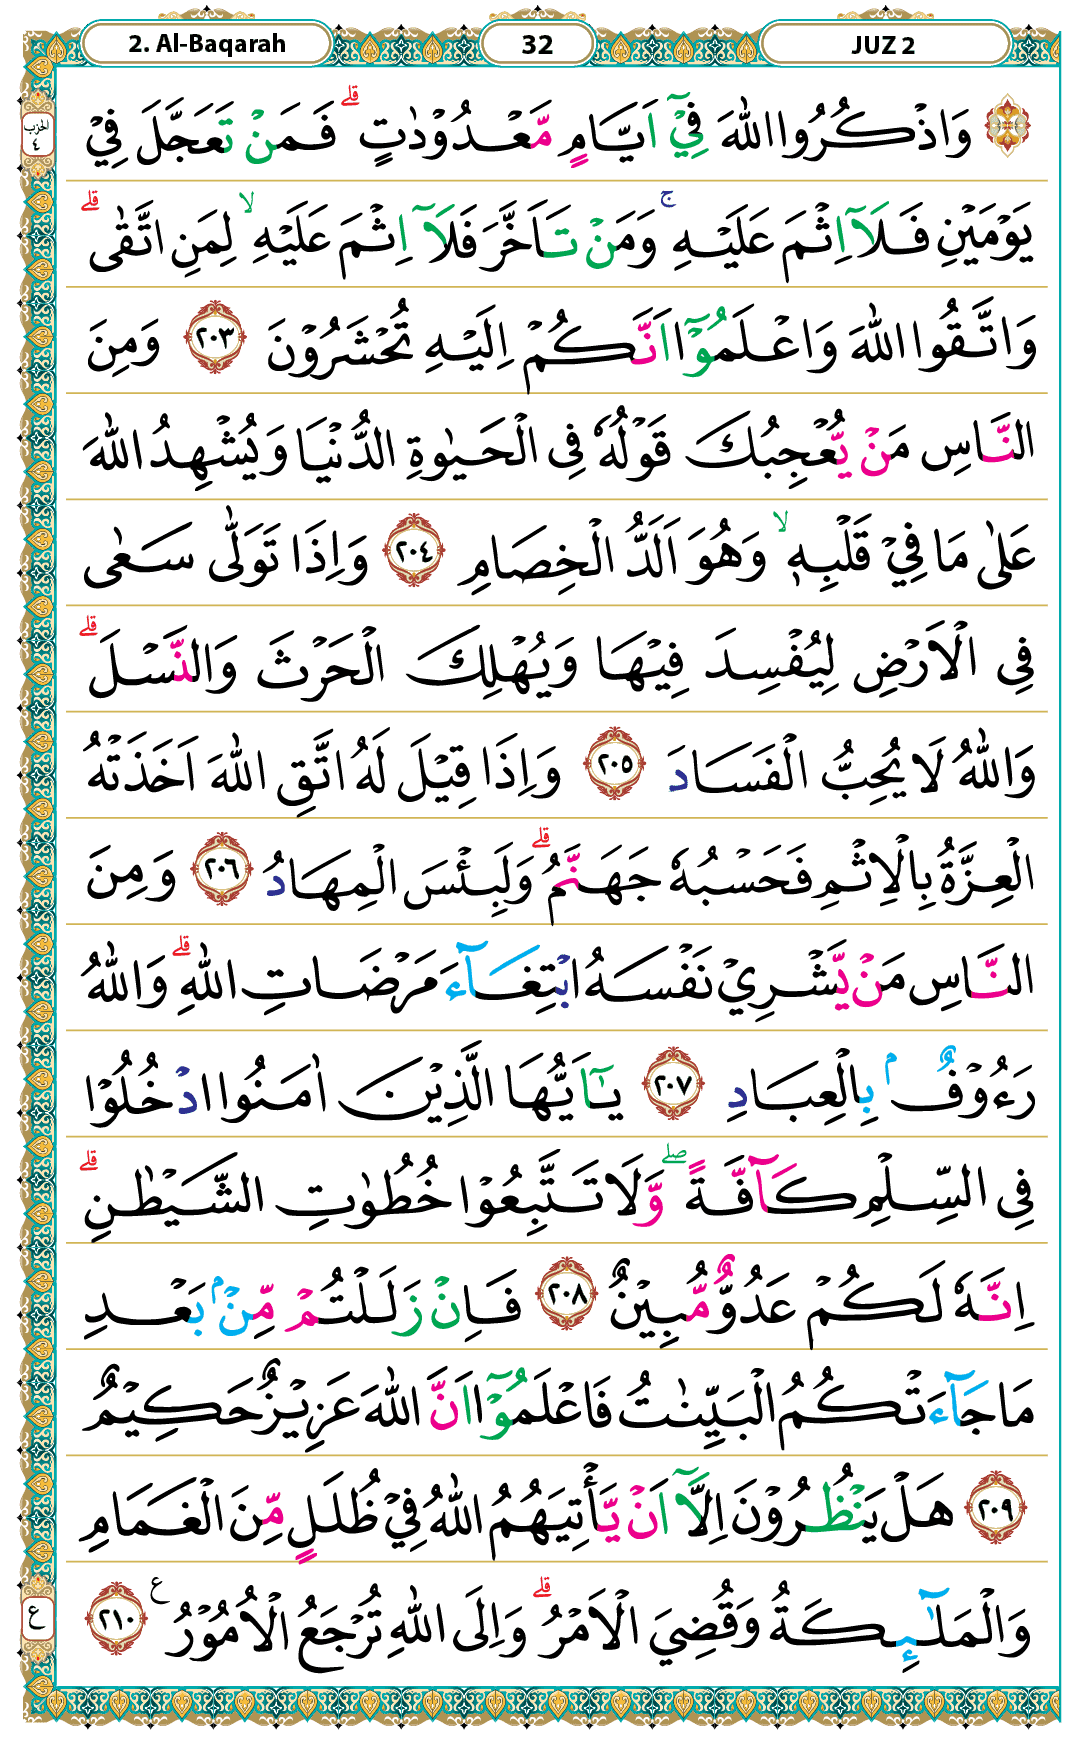 2. Al-Baqarah
32
JUZ 2
الحزب ٤
وَاذْكُرُوا اللّٰهَ فِيْٓ اَيَّامٍ مَّعْدُوْدٰتٍ ۗ فَمَنْ تَعَجَّلَ فِيْ
يَوْمَيْنِ فَلَآ اِثْمَ عَلَيْهِ ۚ وَمَنْ تَاَخَّرَ فَلَآ اِثْمَ عَلَيْهِ ۙ لِمَنِ اتَّقٰى ۗ
وَاتَّقُوا اللّٰهَ وَاعْلَمُوْٓا اَنَّكُمْ اِلَيْهِ تُحْشَرُوْنَ ٢٠٣ وَمِنَ
النَّاسِ مَنْ يُّعْجِبُكَ قَوْلُهٗ فِى الْحَيٰوةِ الدُّنْيَا وَيُشْهِدُ اللّٰهَ
عَلٰى مَا فِيْ قَلْبِهٖ ۙ وَهُوَ اَلَدُّ الْخِصَامِ ٢٠٤ وَاِذَا تَوَلّٰى سَعٰى
فِى الْاَرْضِ لِيُفْسِدَ فِيْهَا وَيُهْلِكَ الْحَرْثَ وَالنَّسْلَ ۗ
وَاللّٰهُ لَا يُحِبُّ الْفَسَادَ ٢٠٥ وَاِذَا قِيْلَ لَهُ اتَّقِ اللّٰهَ اَخَذَتْهُ
الْعِزَّةُ بِالْاِثْمِ فَحَسْبُهٗ جَهَنَّمُ ۗ وَلَبِئْسَ الْمِهَادُ ٢٠٦ وَمِنَ
النَّاسِ مَنْ يَّشْرِيْ نَفْسَهُ ابْتِغَاۤءَ مَرْضَاتِ اللّٰهِ ۗ وَاللّٰهُ
رَءُوْفٌۢ بِالْعِبَادِ ٢٠٧ يٰٓاَيُّهَا الَّذِيْنَ اٰمَنُوا ادْخُلُوْا
فِى السِّلْمِ كَاۤفَّةً ۖ وَّلَا تَتَّبِعُوْا خُطُوٰتِ الشَّيْطٰنِ ۗ
اِنَّهٗ لَكُمْ عَدُوٌّ مُّبِيْنٌ ٢٠٨ فَاِنْ زَلَلْتُمْ مِّنْۢ بَعْدِ
مَا جَاۤءَتْكُمُ الْبَيِّنٰتُ فَاعْلَمُوْٓا اَنَّ اللّٰهَ عَزِيْزٌ حَكِيْمٌ
٢٠٩ هَلْ يَنْظُرُوْنَ اِلَّآ اَنْ يَّأْتِيَهُمُ اللّٰهُ فِيْ ظُلَلٍ مِّنَ الْغَمَامِ
وَالْمَلٰۤىِٕكَةُ وَقُضِيَ الْاَمْرُ ۗ وَاِلَى اللّٰهِ تُرْجَعُ الْاُمُوْرُ ࣖ ٢١٠
ع